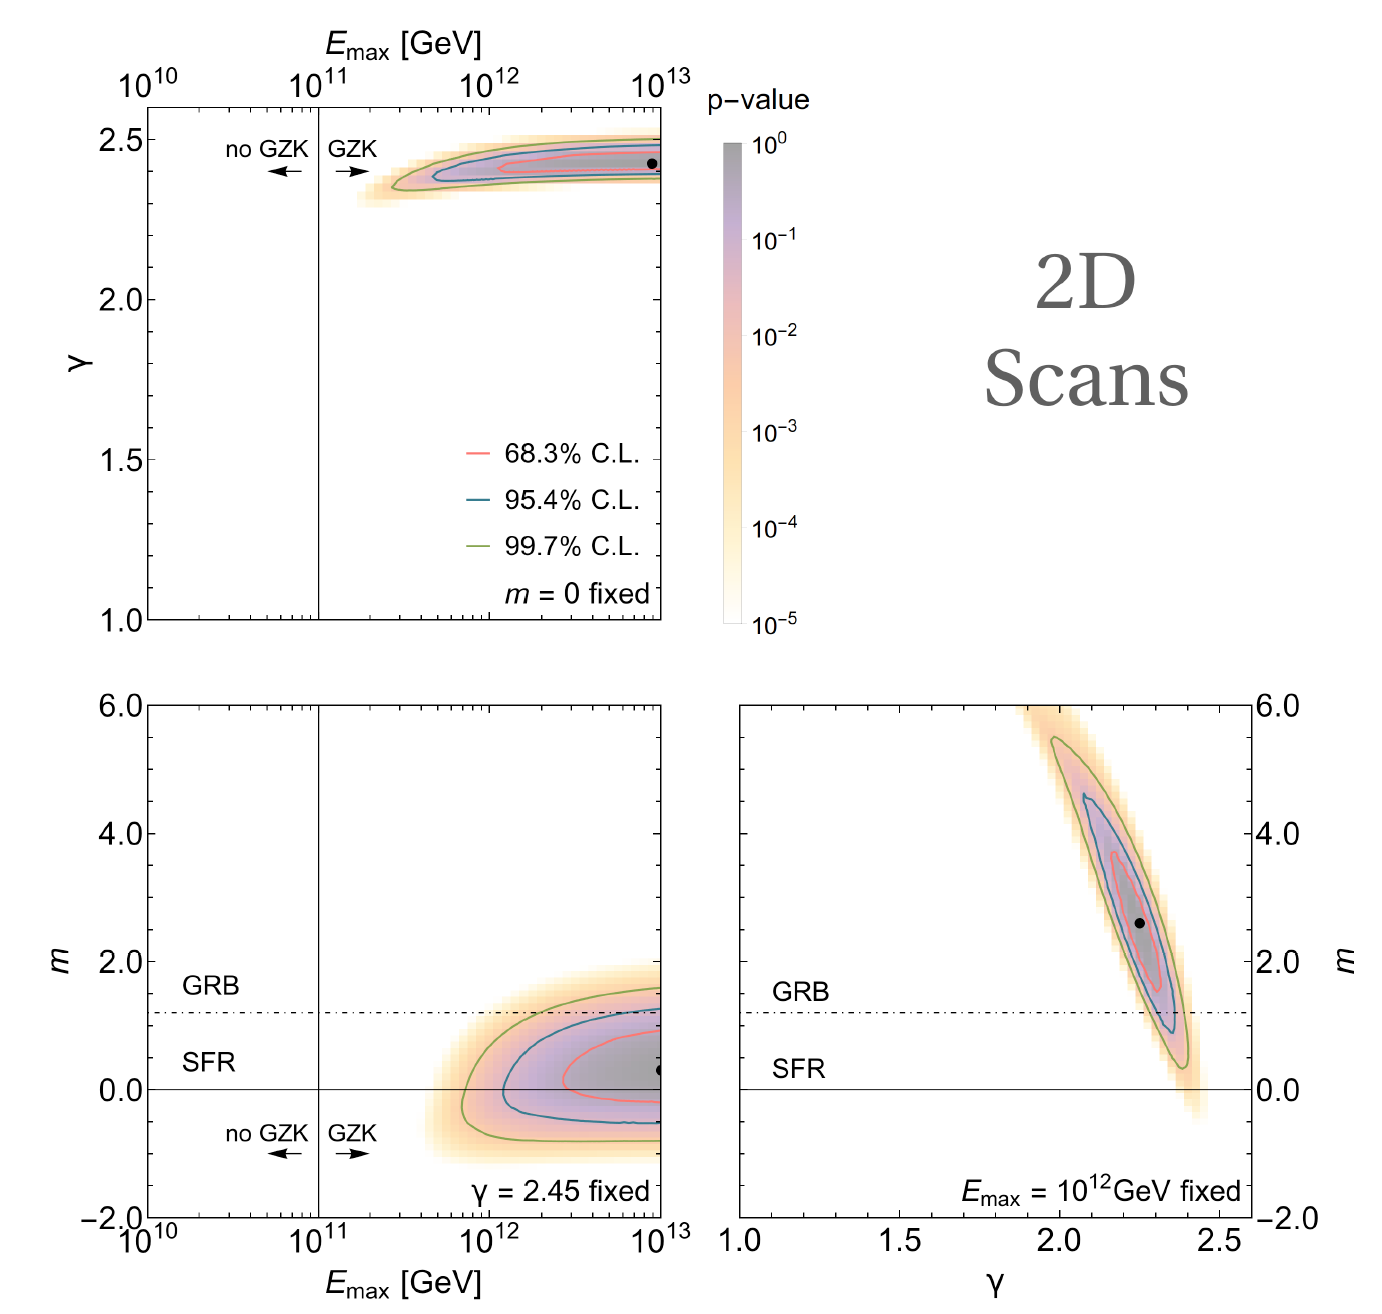 E_max [GeV]
10^10 10^11 10^12 10^13
p−value
2.5
no GZK GZK
2.0
γ
1.5
1.0
68.3% C.L.
95.4% C.L.
99.7% C.L.
m = 0 fixed
10^0
10^−1
10^−2
10^−3
10^−4
10^−5
2D
Scans
6.0
4.0
2.0
0.0
−2.0
m
GRB
SFR
no GZK GZK
γ = 2.45 fixed
10^10 10^11 10^12 10^13
E_max [GeV]
6.0
4.0
2.0
0.0
−2.0
m
GRB
SFR
E_max = 10^12GeV fixed
1.0 1.5 2.0 2.5
γ